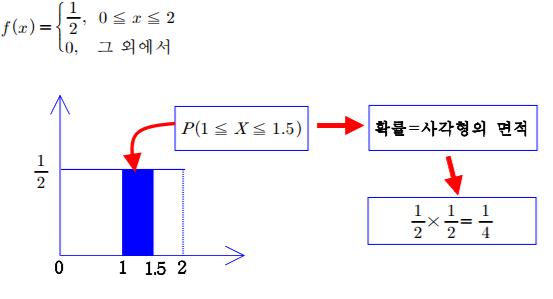 f(x) = { 1/2, 0 ≦ x ≦ 2
0, 그 외에서
P(1 ≦ X ≦ 1.5)
확률=사각형의 면적
1/2
1/2 × 1/2 = 1/4
0 1 1.5 2